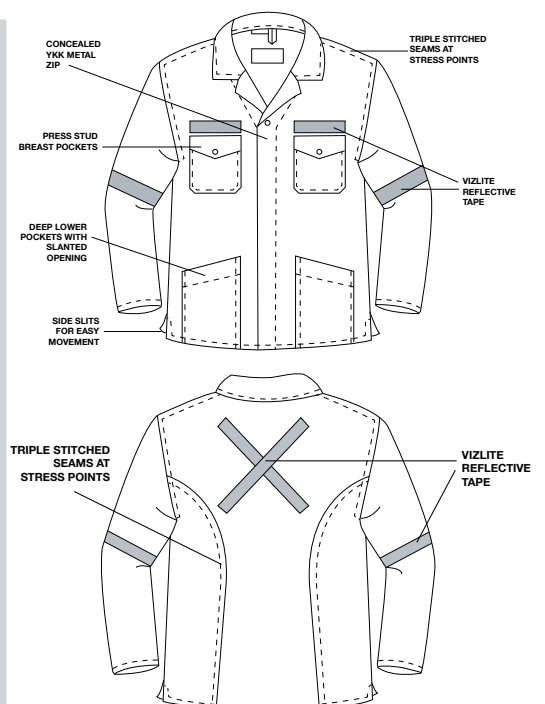 CONCEALED
YKK METAL
ZIP
TRIPLE STITCHED
SEAMS AT
STRESS POINTS
PRESS STUD
BREAST POCKETS
VIZLITE
REFLECTIVE
TAPE
DEEP LOWER
POCKETS WITH
SLANTED
OPENING
SIDE SLITS
FOR EASY
MOVEMENT
TRIPLE STITCHED
SEAMS AT
STRESS POINTS
VIZLITE
REFLECTIVE
TAPE